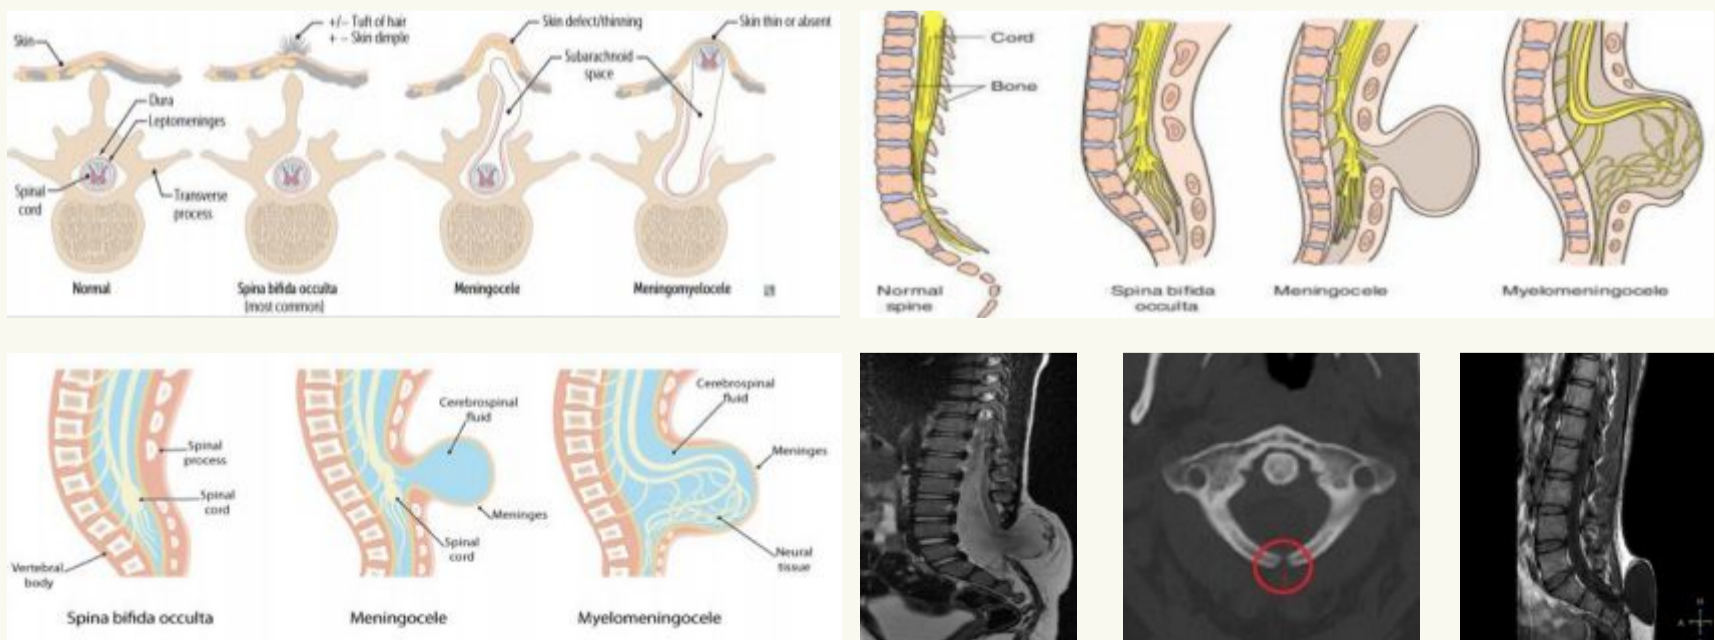 Skin
+/− Tuft of hair
+ − Skin dimple
Skin defect/thinning
Skin thin or absent
Subarachnoid
space
Dura
Leptomeninges
Spinal
cord
Transverse
process
Normal
Spina bifida occulta
(most common)
Meningocele
Meningomyelocele
Cord
Bone
Normal
spine
Spina bifida
occulta
Meningocele
Myelomeningocele
Spinal
process
Spinal
cord
Vertebral
body
Spina bifida occulta
Cerebrospinal
fluid
Meninges
Spinal
cord
Meningocele
Cerebrospinal
fluid
Meninges
Neural
tissue
Myelomeningocele